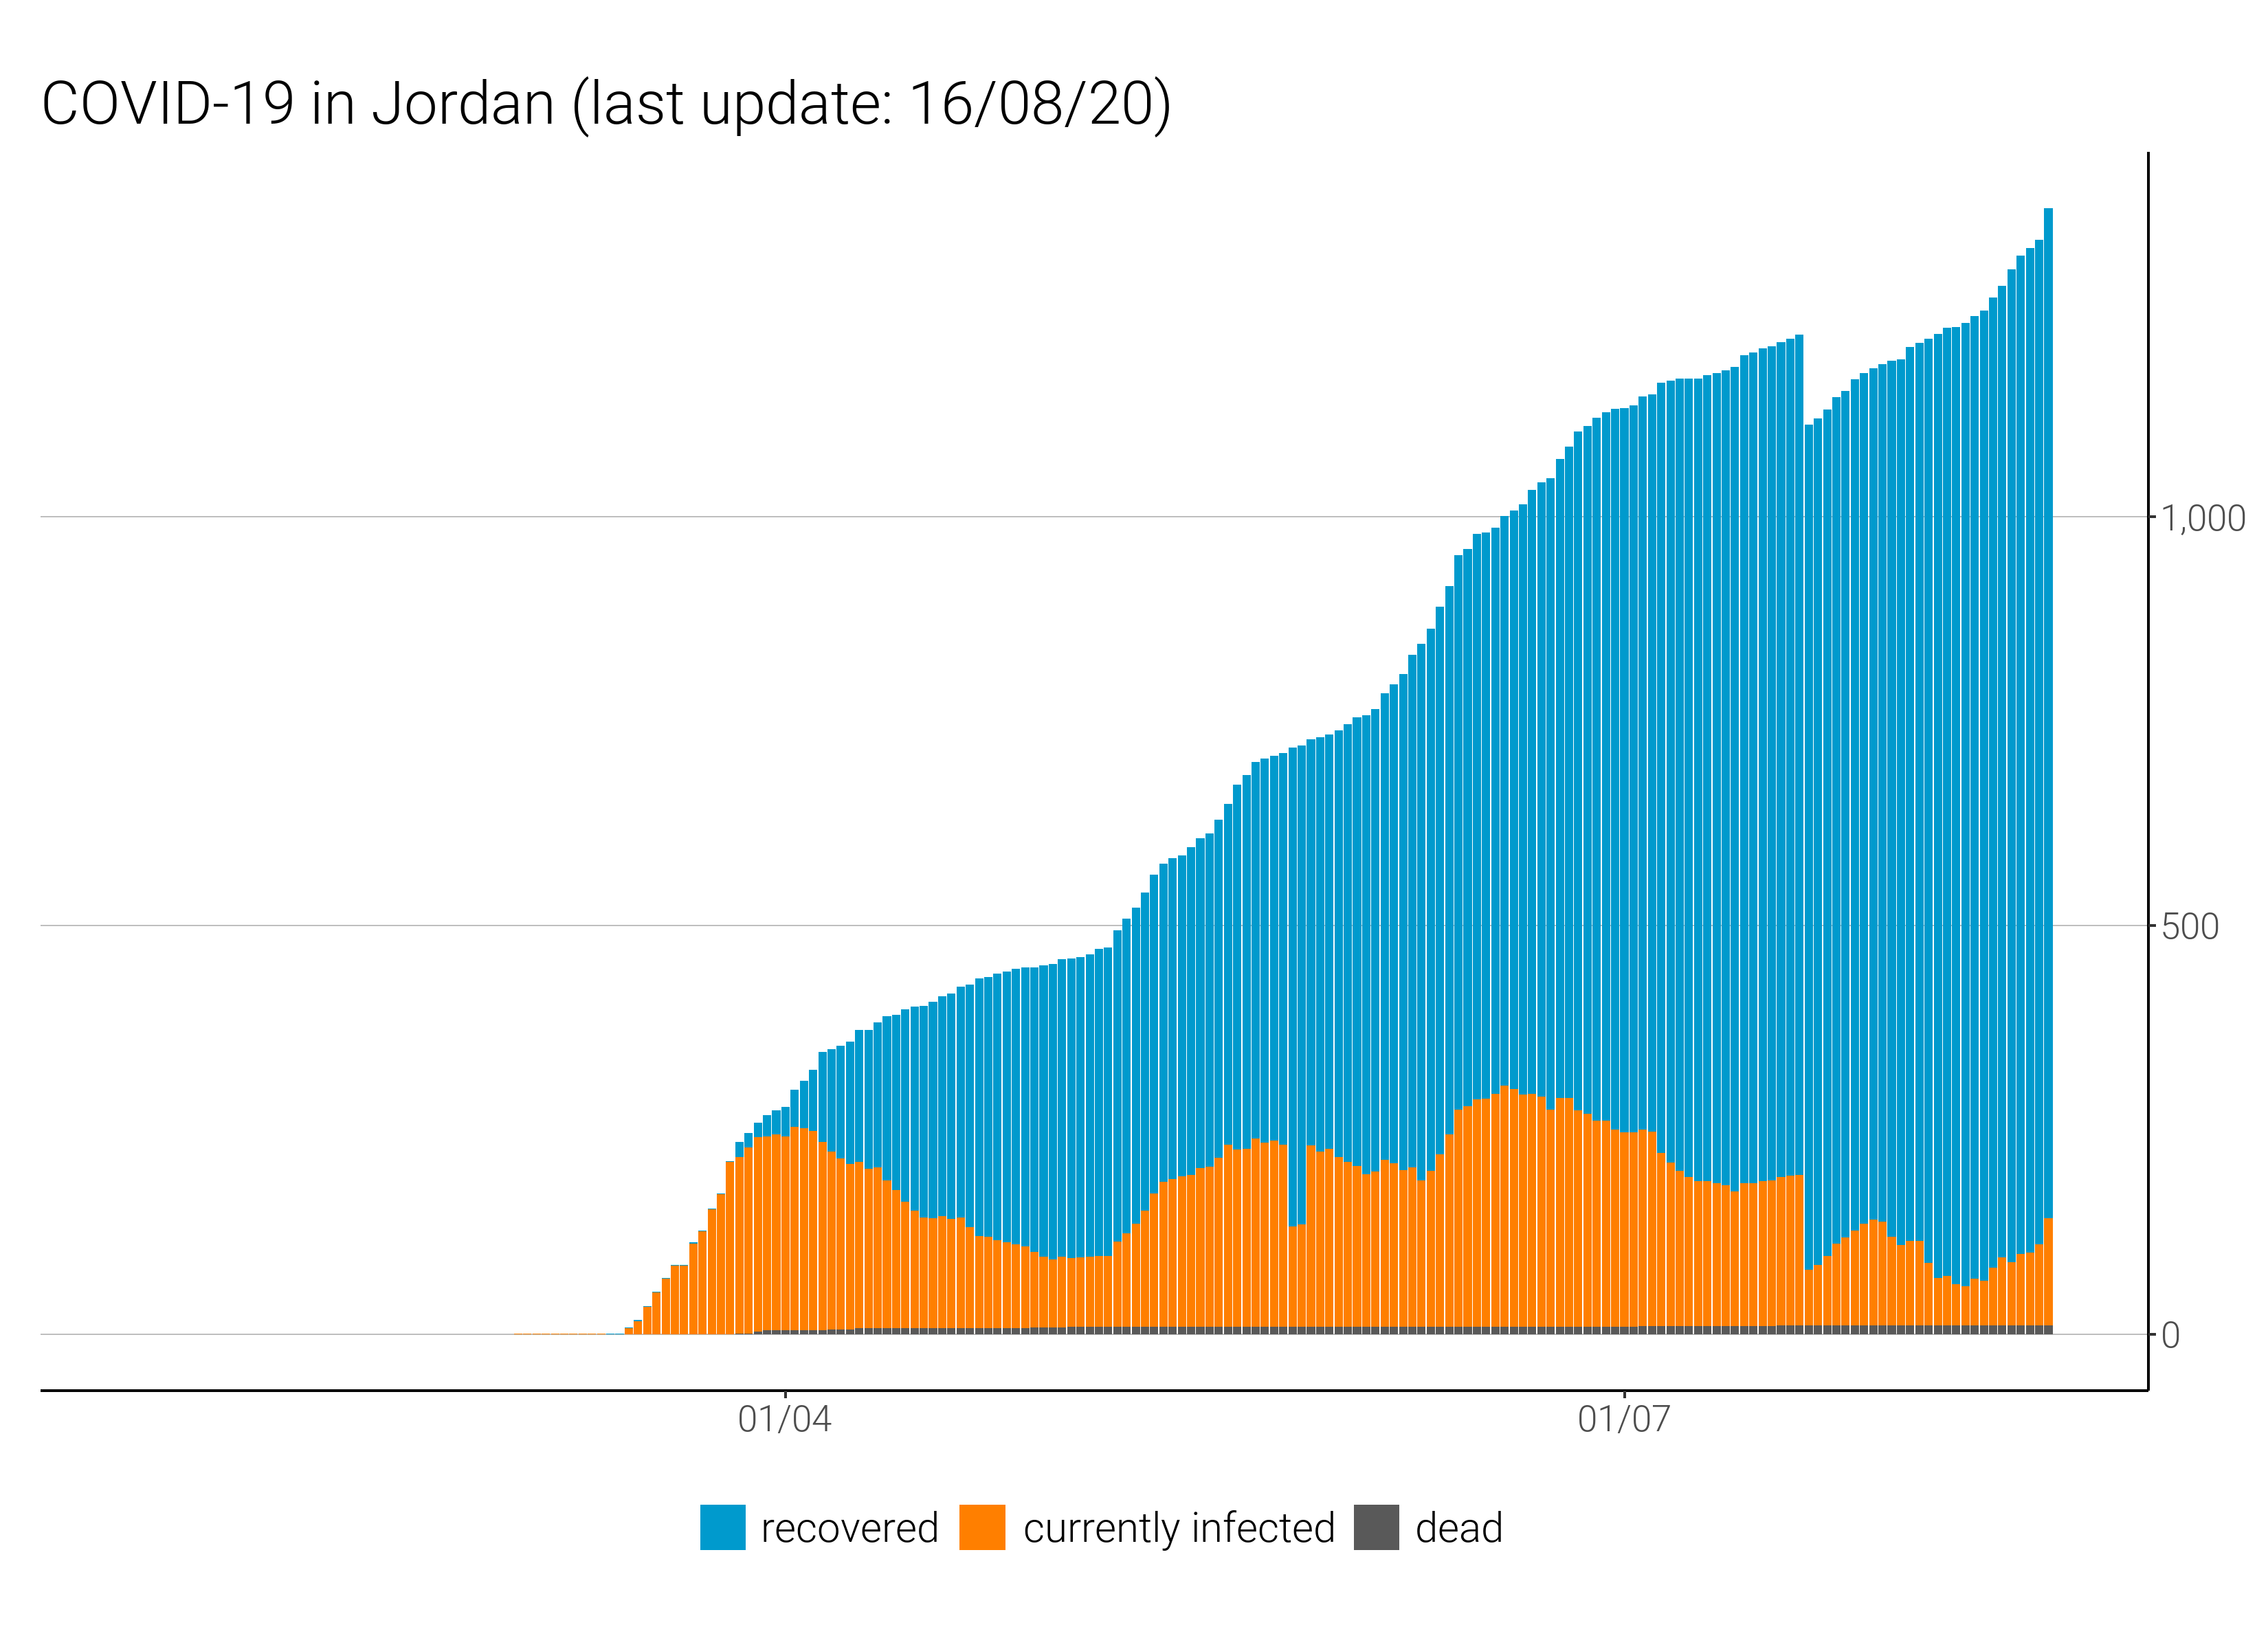 COVID-19 in Jordan (last update: 16/08/20)
1,000
500
0
01/04 01/07
recovered currently infected dead